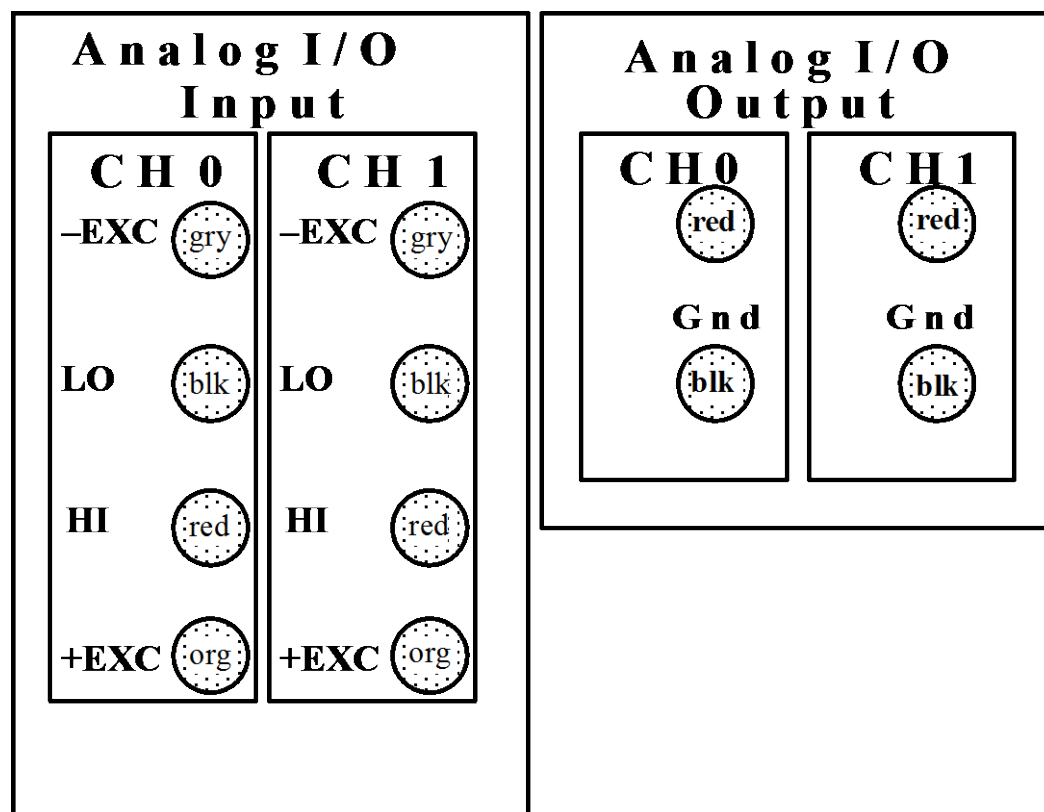 Analog I/O
Input
CH 0
–EXC gry
LO blk
HI red
+EXC org
CH 1
–EXC gry
LO blk
HI red
+EXC org
Analog I/O
Output
CH0
red
Gnd
blk
CH1
red
Gnd
blk